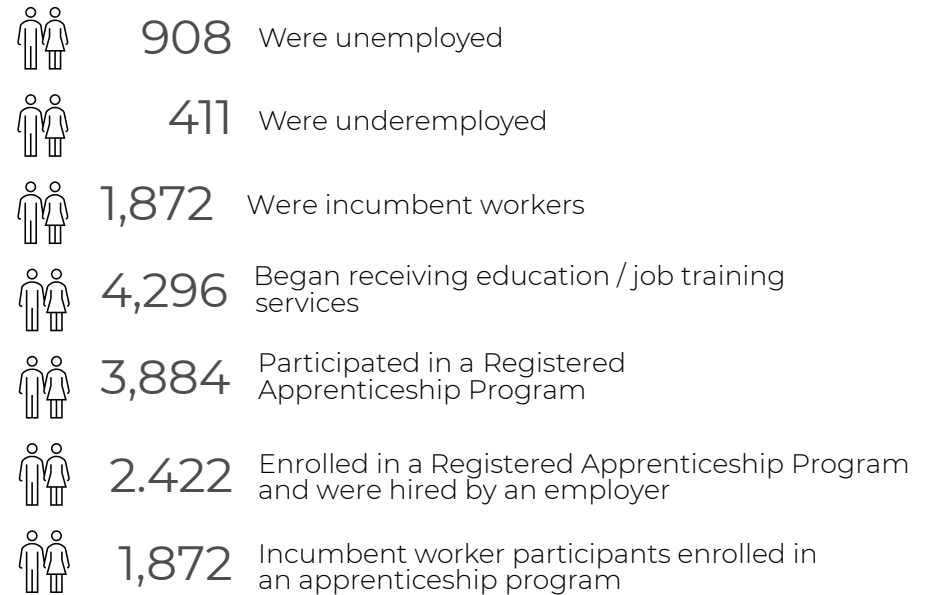 908 Were unemployed
411 Were underemployed
1,872 Were incumbent workers
4,296 Began receiving education / job training
services
3,884 Participated in a Registered
Apprenticeship Program
2.422 Enrolled in a Registered Apprenticeship Program
and were hired by an employer
1,872 Incumbent worker participants enrolled in
an apprenticeship program